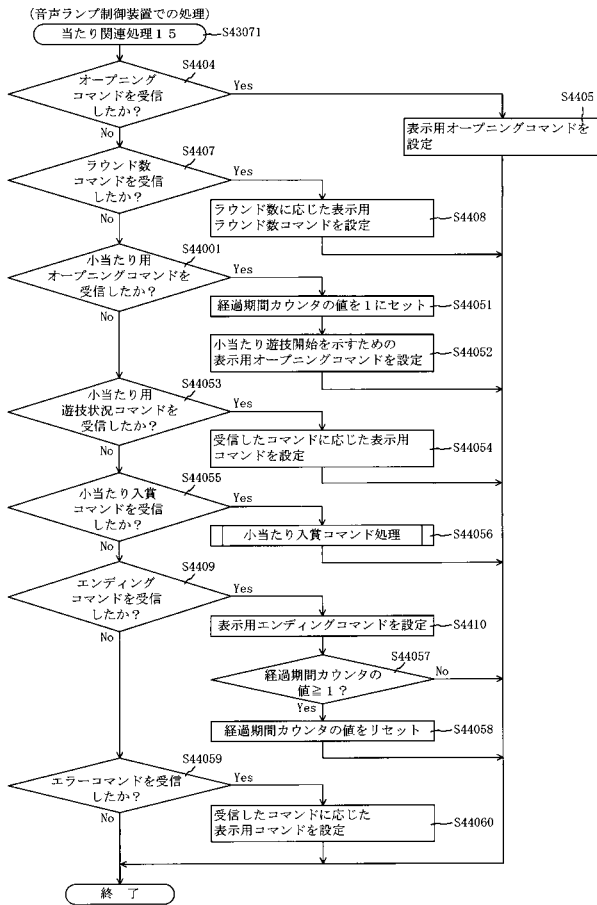 (音声ランプ制御装置での処理)
当たり関連処理15
S43071
S4404
オープニング
コマンドを受信
したか?
Yes
No
S4405
表示用オープニングコマンドを
設定
S4407
ラウンド数
コマンドを受信
したか?
Yes
No
ラウンド数に応じた表示用
ラウンド数コマンドを設定
S4408
S44001
小当たり用
オープニングコマンドを
受信したか?
Yes
No
経過期間カウンタの値を1にセット
S44051
小当たり遊技開始を示すための
表示用オープニングコマンドを設定
S44052
S44053
小当たり用
遊技状況コマンドを
受信したか?
Yes
No
受信したコマンドに応じた表示用
コマンドを設定
S44054
S44055
小当たり入賞
コマンドを受信
したか?
Yes
No
小当たり入賞コマンド処理
S44056
S4409
エンディング
コマンドを受信
したか?
Yes
No
表示用エンディングコマンドを設定
S4410
S44057
経過期間カウンタの
値≧1?
No
Yes
経過期間カウンタの値をリセット
S44058
S44059
エラーコマンドを受信
したか?
Yes
No
受信したコマンドに応じた
表示用コマンドを設定
S44060
終 了